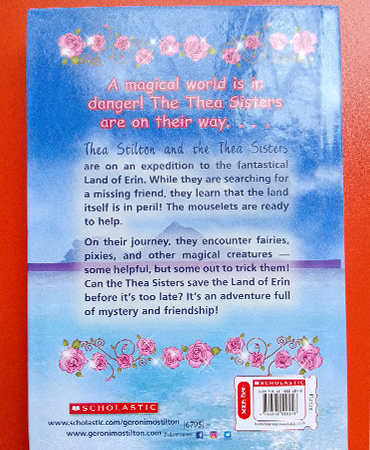 A magical world is in
danger! The Thea Sisters
are on their way. . . .
Thea Stilton and the Thea Sisters
are on an expedition to the fantastical
Land of Erin. While they are searching for
a missing friend, they learn that the land
itself is in peril! The mouselets are ready
to help.
On their journey, they encounter fairies,
pixies, and other magical creatures —
some helpful, but some out to trick them!
Can the Thea Sisters save the Land of Erin
before it's too late? It's an adventure full
of mystery and friendship!
SCHOLASTIC
www.scholastic.com/geronimostilton
www.geronimostilton.com
SCHOLASTIC